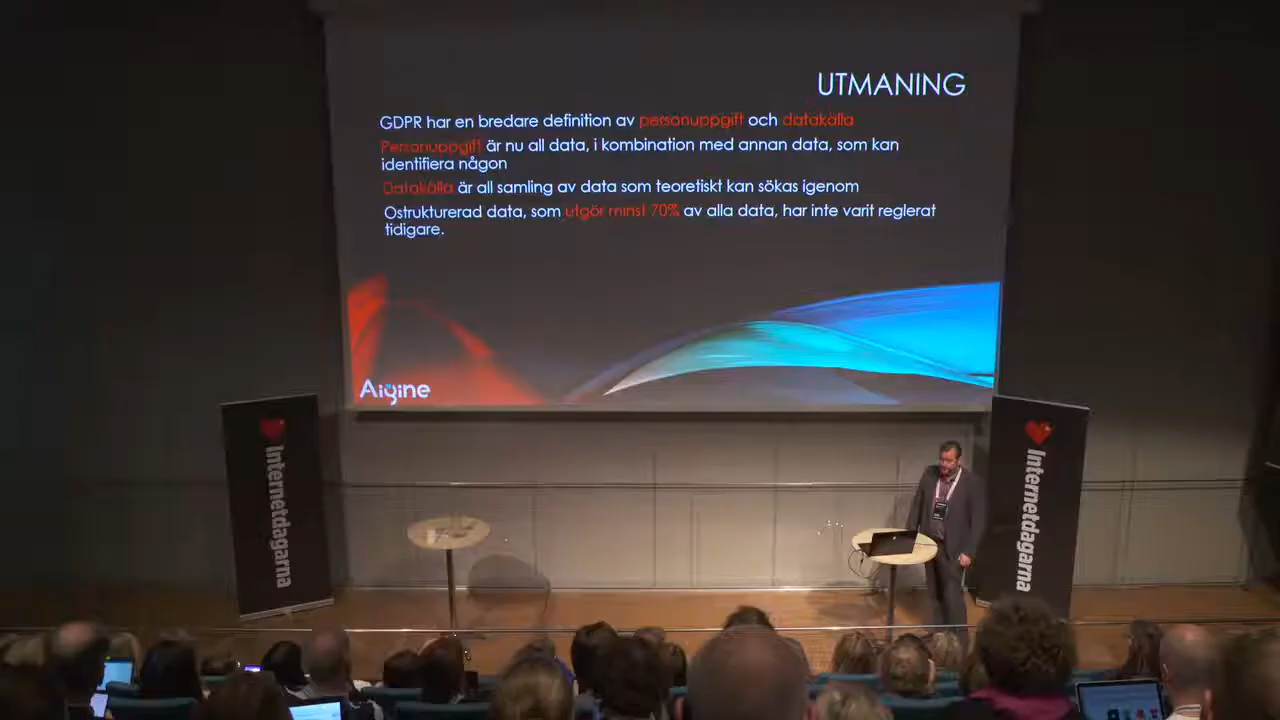 UTMANING
GDPR har en bredare definition av personuppgift och datakälla
Personuppgift är nu all data, i kombination med annan data, som kan
identifiera någon
Datakälla är all samling av data som teoretiskt kan sökas igenom
Ostrukturerad data, som utgör minst 70% av alla data, har inte varit reglerat
tidigare.
Aigine
Internetdagarna
Internetdagarna